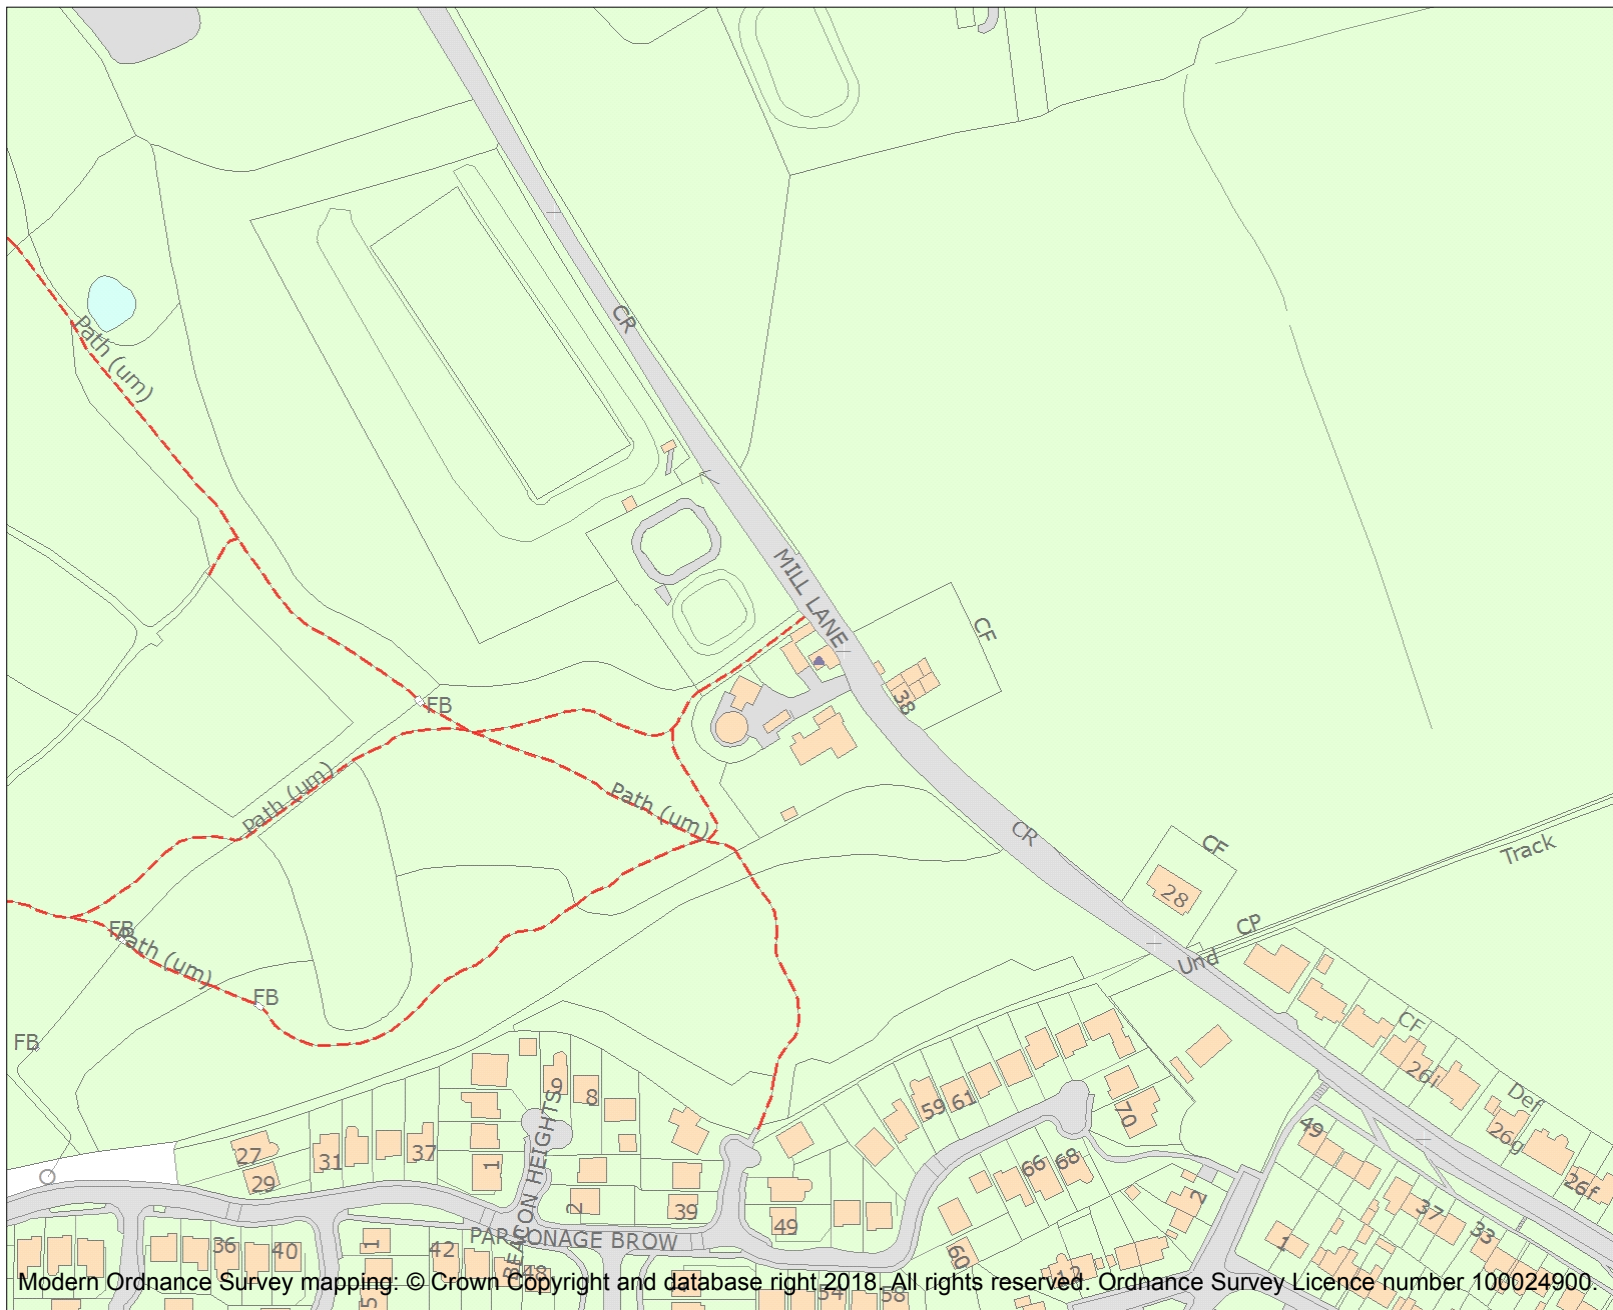 CR
Path (um)
MILL LANE
CF
38
FB
Path (um)
Path (um)
CR
CF
28
Track
CP
Und
FB
Path (um)
FB
FB
CF
26i
Def
26g
26f
9
8
59
61
70
49
27
29
31
37
1
BEACON HEIGHTS
2
39
49
66
68
2
37
33
1
36
40
1
42
48
PARSONAGE BROW
60
12
5
54
58
Modern Ordnance Survey mapping: © Crown Copyright and database right 2018. All rights reserved. Ordnance Survey Licence number 100024900.